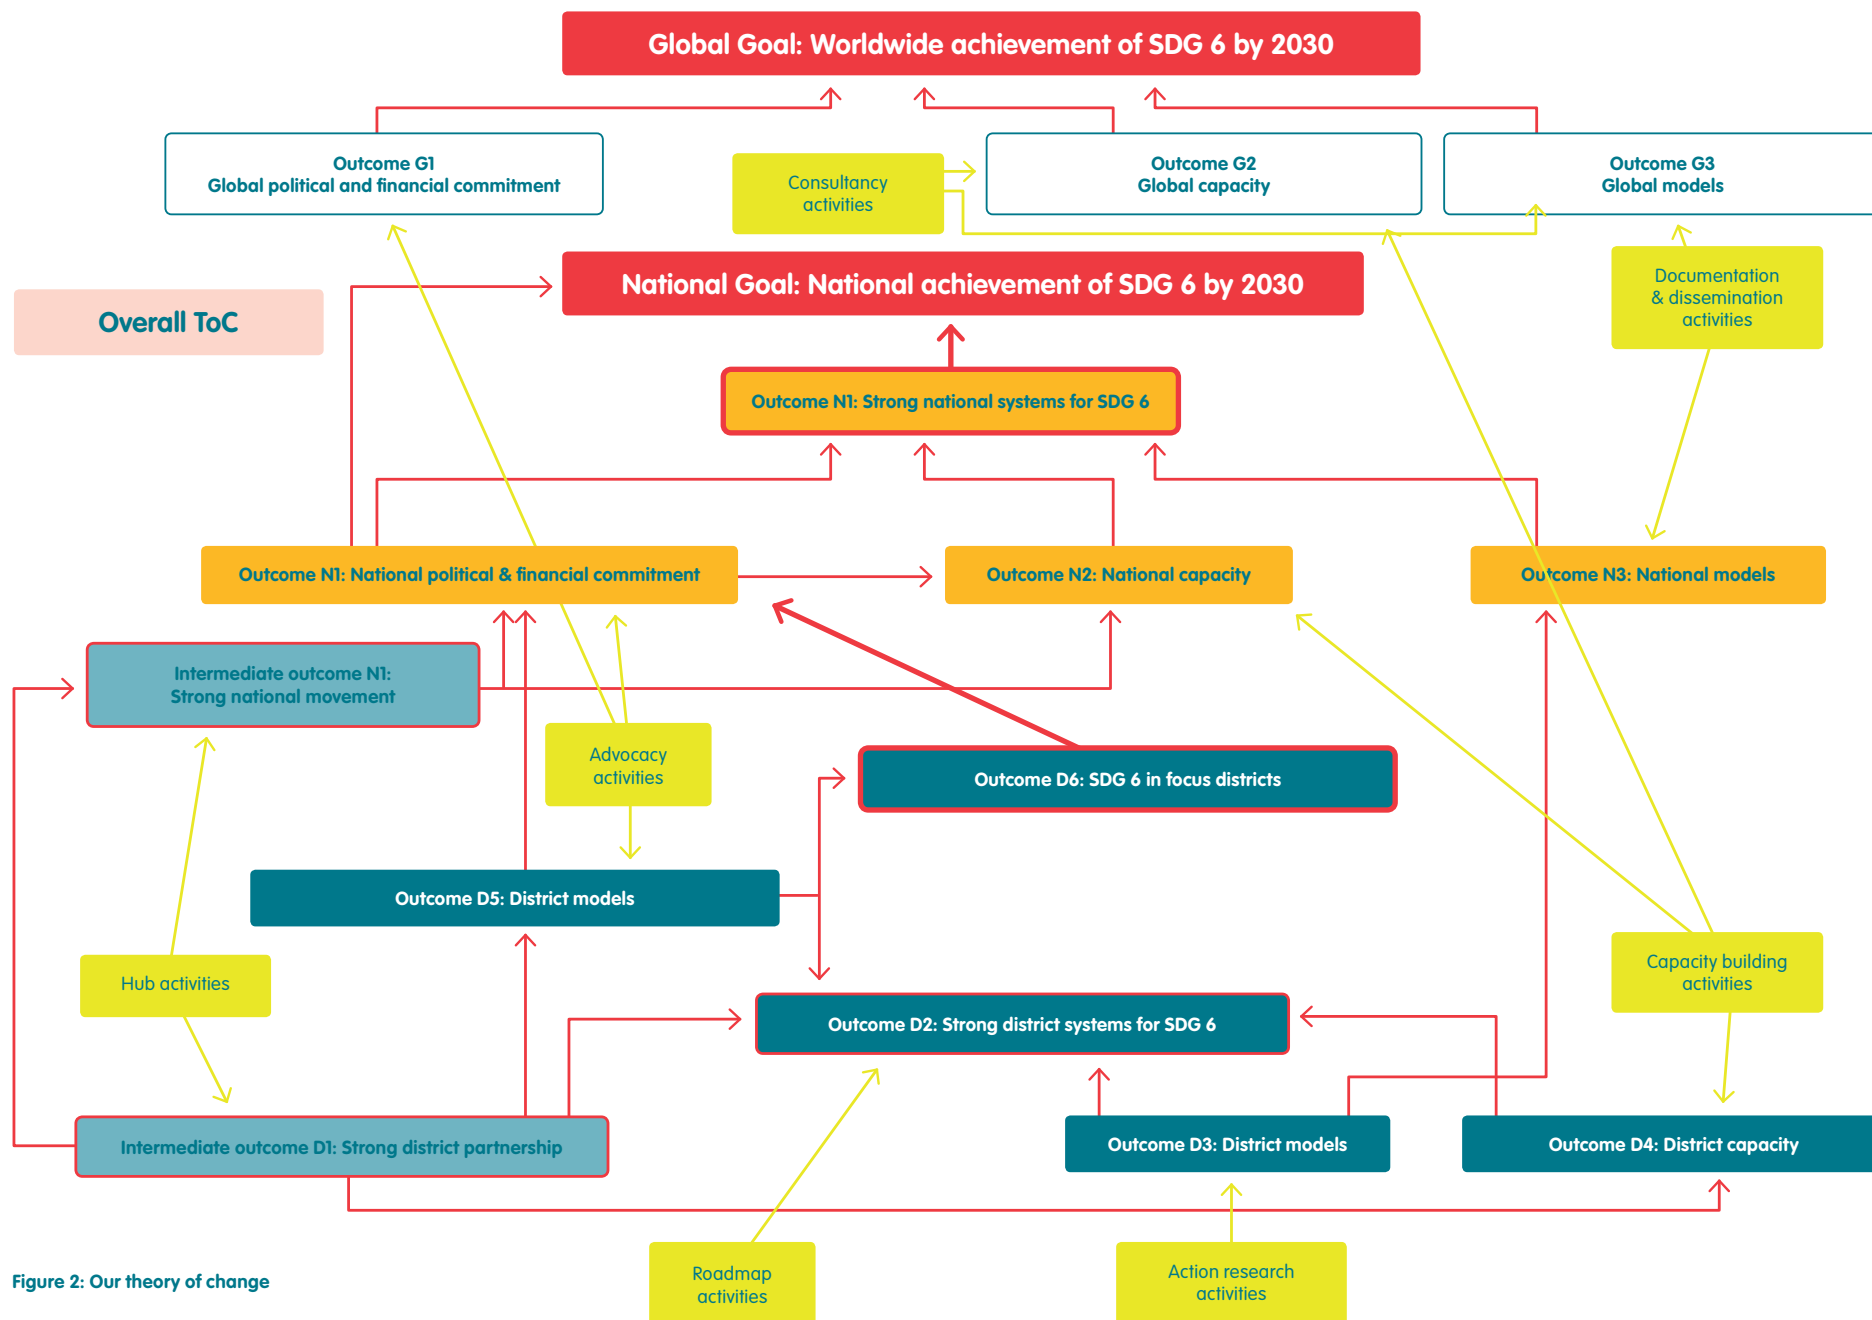 Global Goal: Worldwide achievement of SDG 6 by 2030
Outcome G1
Global political and financial commitment
Consultancy
activities
Outcome G2
Global capacity
Outcome G3
Global models
National Goal: National achievement of SDG 6 by 2030
Documentation
& dissemination
activities
Overall ToC
Outcome N1: Strong national systems for SDG 6
Outcome N1: National political & financial commitment
Outcome N2: National capacity
Outcome N3: National models
Intermediate outcome N1:
Strong national movement
Advocacy
activities
Outcome D6: SDG 6 in focus districts
Outcome D5: District models
Hub activities
Capacity building
activities
Outcome D2: Strong district systems for SDG 6
Intermediate outcome D1: Strong district partnership
Outcome D3: District models
Outcome D4: District capacity
Roadmap
activities
Action research
activities
Figure 2: Our theory of change